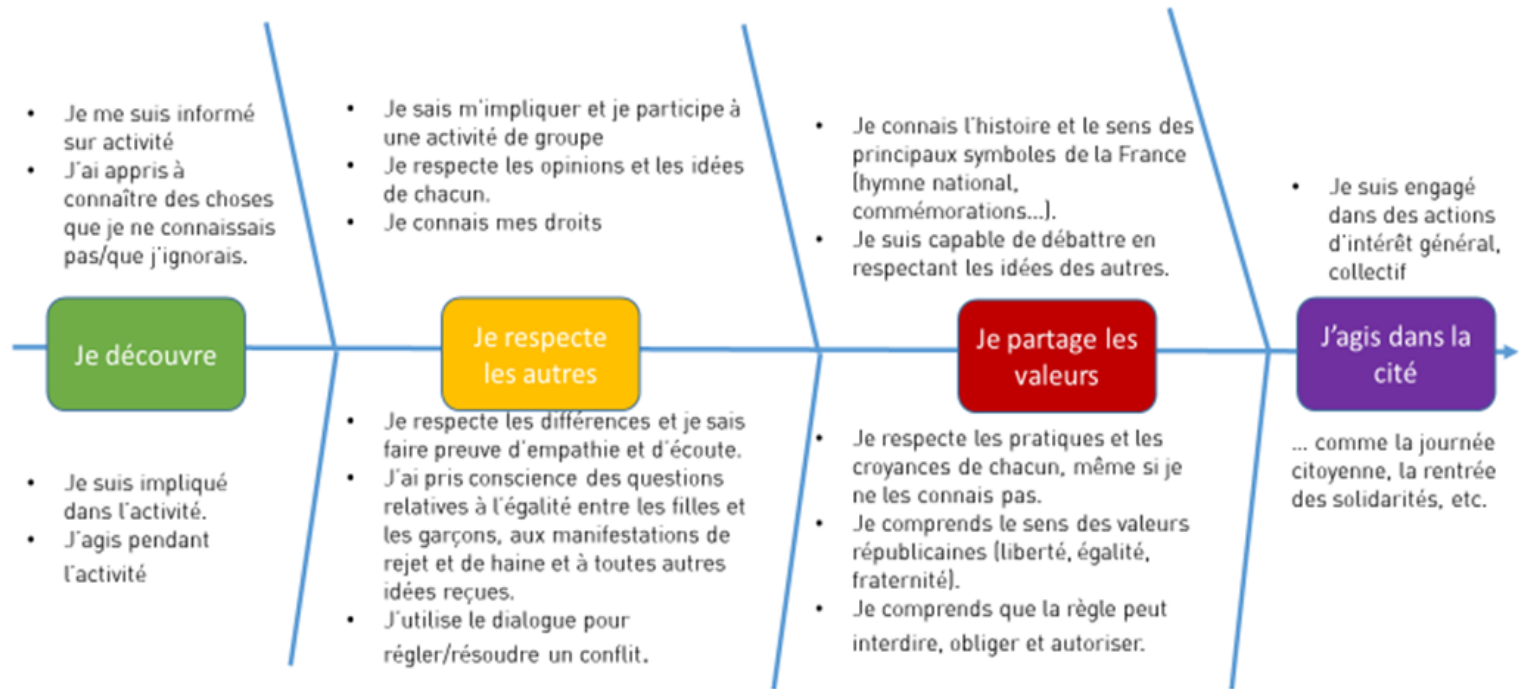 • Je me suis informé
sur activité
• J'ai appris à
connaître des choses
que je ne connaissais
pas/que j'ignorais.
Je découvre
• Je suis impliqué
dans l'activité.
• J'agis pendant
l'activité
• Je sais m'impliquer et je participe à
une activité de groupe
• Je respecte les opinions et les idées
de chacun.
• Je connais mes droits
Je respecte
les autres
• Je respecte les différences et je sais
faire preuve d'empathie et d'écoute.
• J'ai pris conscience des questions
relatives à l'égalité entre les filles et
les garçons, aux manifestations de
rejet et de haine et à toutes autres
idées reçues.
• J'utilise le dialogue pour
régler/résoudre un conflit.
• Je connais l'histoire et le sens des
principaux symboles de la France
(hymne national,
commémorations...).
• Je suis capable de débattre en
respectant les idées des autres.
Je partage les
valeurs
• Je respecte les pratiques et les
croyances de chacun, même si je
ne les connais pas.
• Je comprends le sens des valeurs
républicaines (liberté, égalité,
fraternité).
• Je comprends que la règle peut
interdire, obliger et autoriser.
• Je suis engagé
dans des actions
d'intérêt général,
collectif
J'agis dans la
cité
... comme la journée
citoyenne, la rentrée
des solidarités, etc.